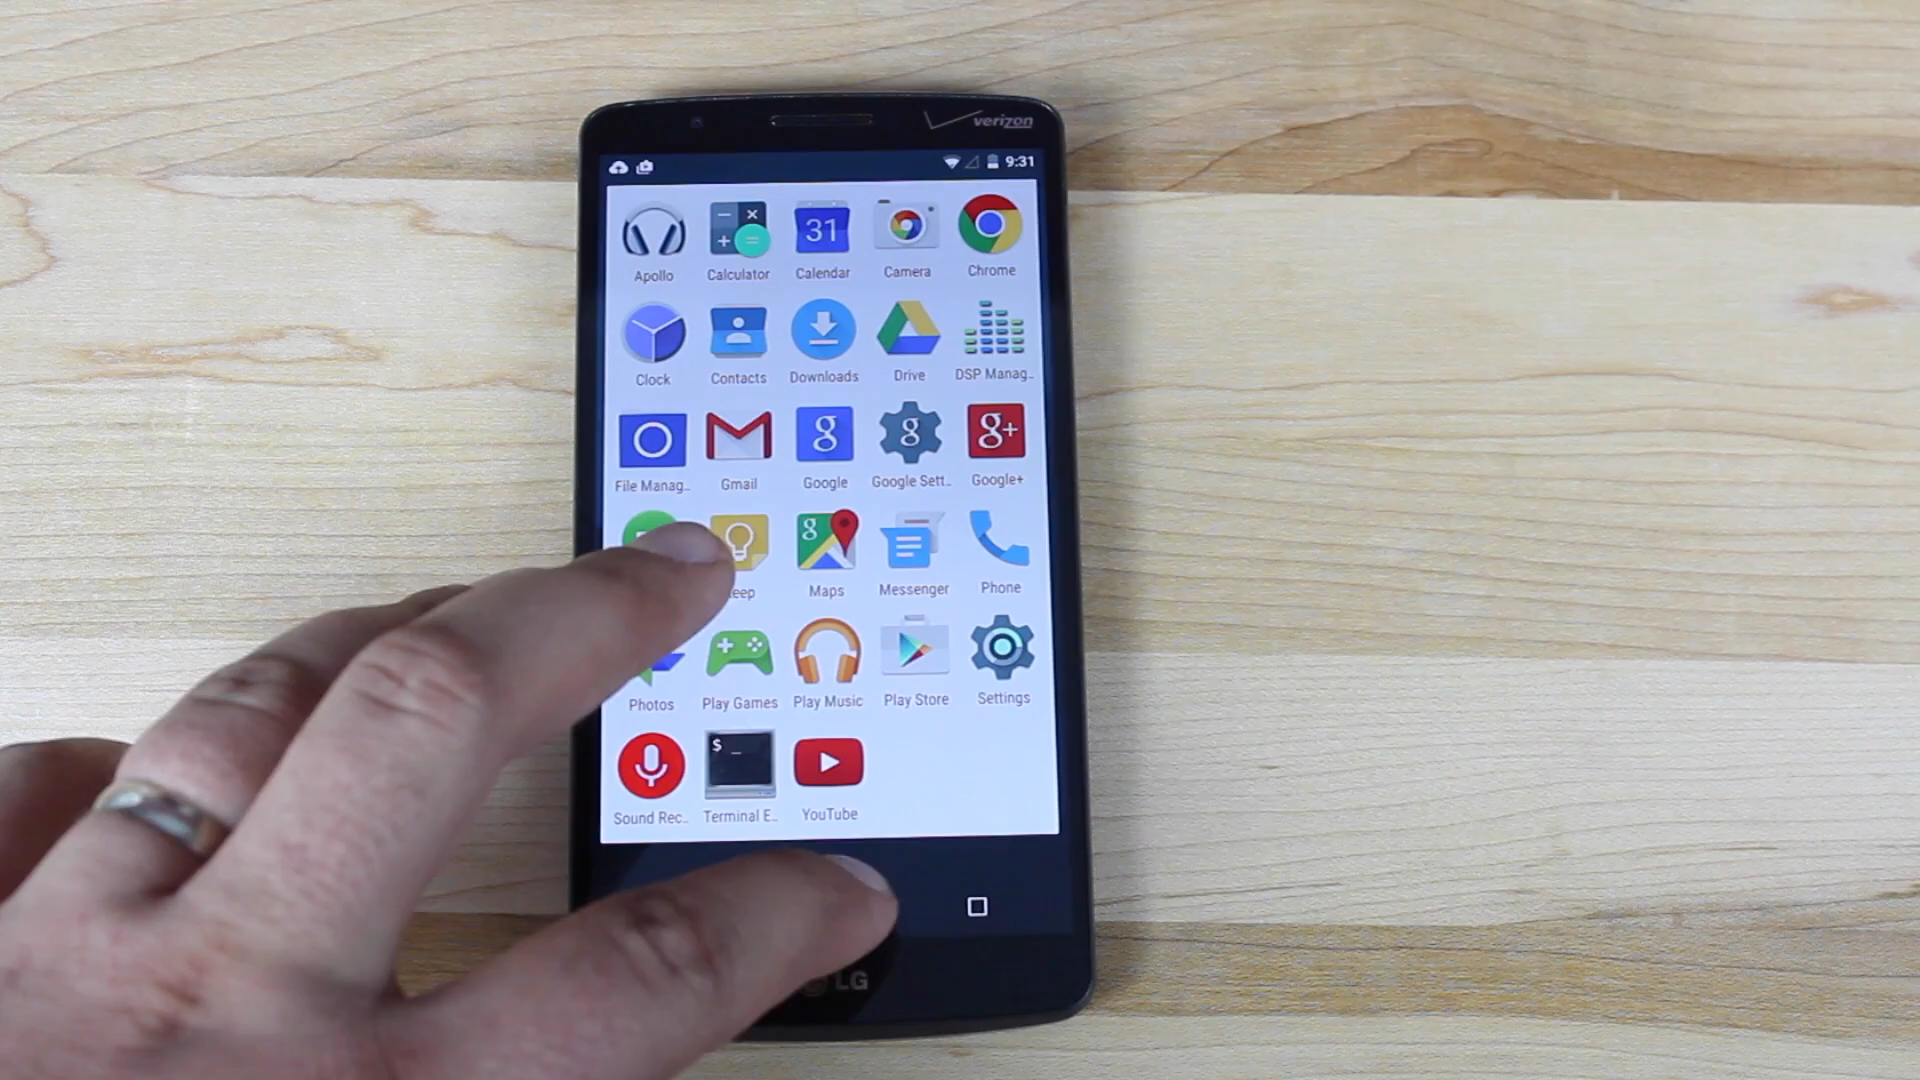 verizon
9:31
31
Apollo Calculator Calendar Camera Chrome
Clock Contacts Downloads Drive DSP Manag..
g g g+
File Manag.. Gmail Google Google Sett.. Google+
g
Maps Messenger Phone
Photos Play Games Play Music Play Store Settings
$ _
Sound Rec.. Terminal E.. YouTube
LG